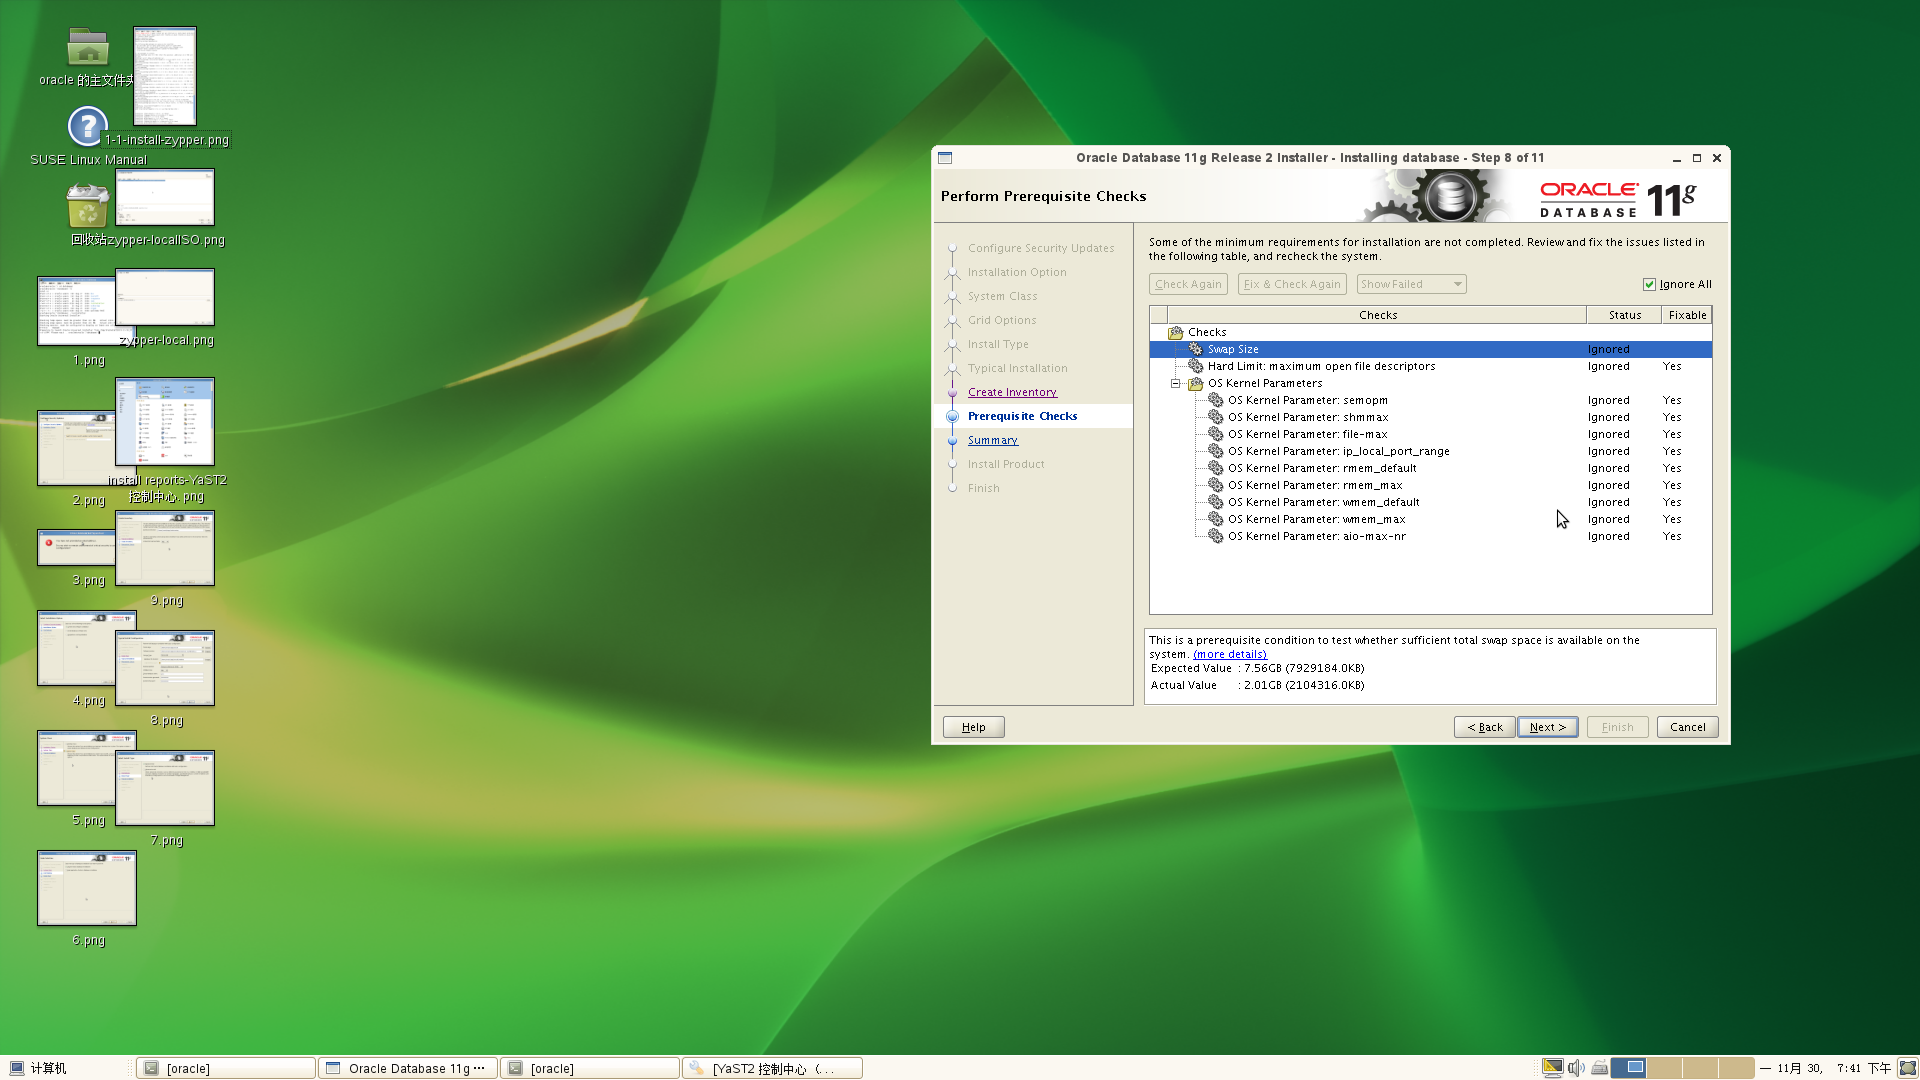 oracle 的主文件夹
1-1-install-zypper.png
SUSE Linux Manual
回收站
zypper-localISO.png
1.png
zypper-local.png
2.png
install reports-YaST2
控制中心.png
3.png
9.png
4.png
8.png
5.png
7.png
6.png
Oracle Database 11g Release 2 Installer - Installing database - Step 8 of 11
Perform Prerequisite Checks
ORACLE
DATABASE
11g
Configure Security Updates
Installation Option
System Class
Grid Options
Install Type
Typical Installation
Create Inventory
Prerequisite Checks
Summary
Install Product
Finish
Some of the minimum requirements for installation are not completed. Review and fix the issues listed in
the following table, and recheck the system.
Check Again
Fix & Check Again
Show Failed
Ignore All
Checks Status Fixable
Checks
Swap Size Ignored
Hard Limit: maximum open file descriptors Ignored Yes
OS Kernel Parameters
OS Kernel Parameter: semopm Ignored Yes
OS Kernel Parameter: shmmax Ignored Yes
OS Kernel Parameter: file-max Ignored Yes
OS Kernel Parameter: ip_local_port_range Ignored Yes
OS Kernel Parameter: rmem_default Ignored Yes
OS Kernel Parameter: rmem_max Ignored Yes
OS Kernel Parameter: wmem_default Ignored Yes
OS Kernel Parameter: wmem_max Ignored Yes
OS Kernel Parameter: aio-max-nr Ignored Yes
This is a prerequisite condition to test whether sufficient total swap space is available on the
system. (more details)
Expected Value : 7.56GB (7929184.0KB)
Actual Value : 2.01GB (2104316.0KB)
Help
< Back
Next >
Finish
Cancel
计算机
[oracle]
Oracle Database 11g ···
[oracle]
[YaST2 控制中心 (...
一 11月 30, 7:41 下午